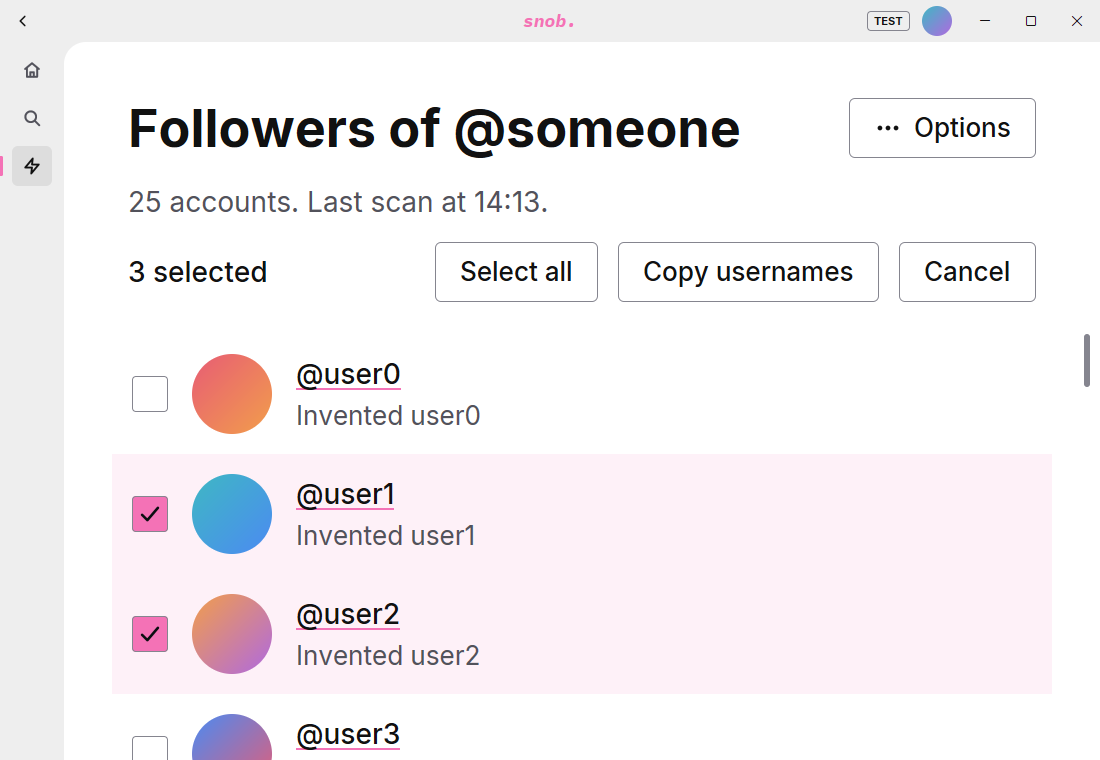 snob.
TEST
Followers of @someone
Options
25 accounts. Last scan at 14:13.
3 selected
Select all
Copy usernames
Cancel
@user0
Invented user0
@user1
Invented user1
@user2
Invented user2
@user3